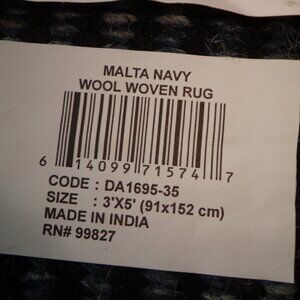 MALTA NAVY
WOOL WOVEN RUG
6 14099 71574 7
CODE : DA1695-35
SIZE : 3'X5' (91x152 cm)
MADE IN INDIA
RN# 99827